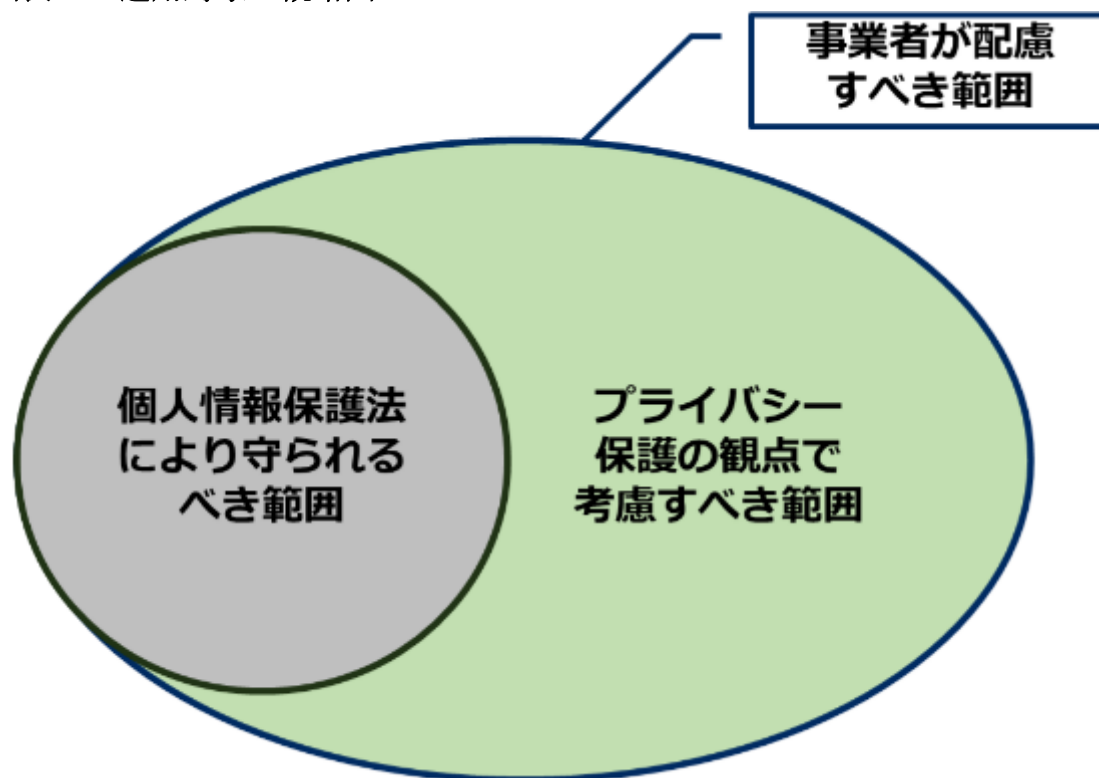 事業者が配慮
すべき範囲
個人情報保護法
により守られる
べき範囲
プライバシー
保護の観点で
考慮すべき範囲